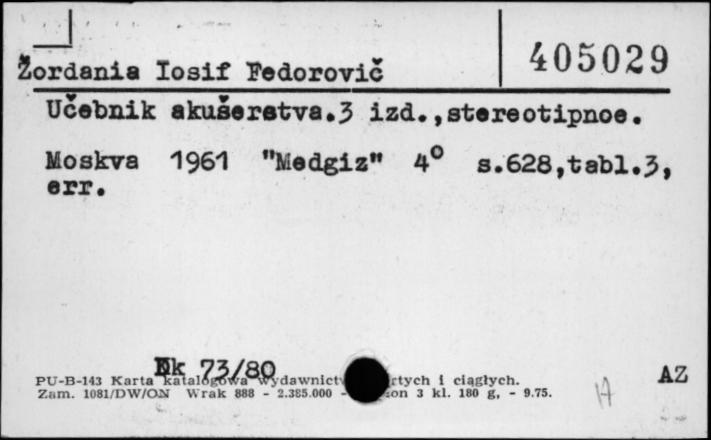 405029
Žordania Iosif Fedorovič
Učebnik akušerstva.3 izd.,stereotipnoe.
Moskva 1961 "Medgiz" 4° s.628,tabl.3,
err.
Dk 73/80
AZ
PU-B-143 Karta katalogowa wydawnict rtych i ciągłych.
Zam. 1081/DW/ON Wrak 888 - 2.385.000 - on 3 kl. 180 g, - 9.75.
17